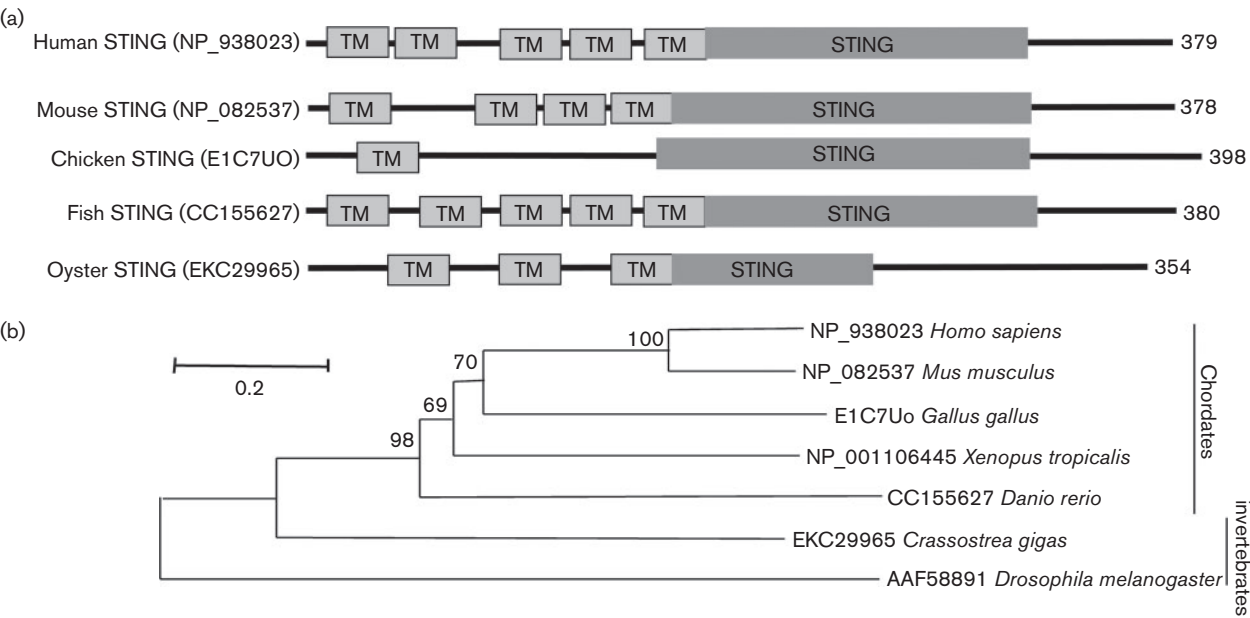 (a)
Human STING (NP_938023) TM TM TM TM TM STING 379
Mouse STING (NP_082537) TM TM TM TM STING 378
Chicken STING (E1C7UO) TM STING 398
Fish STING (CC155627) TM TM TM TM TM STING 380
Oyster STING (EKC29965) TM TM TM STING 354
(b)
0.2
100
70
69
98
NP_938023 Homo sapiens
NP_082537 Mus musculus
E1C7Uo Gallus gallus
NP_001106445 Xenopus tropicalis
CC155627 Danio rerio
EKC29965 Crassostrea gigas
AAF58891 Drosophila melanogaster
Chordates
invertebrates